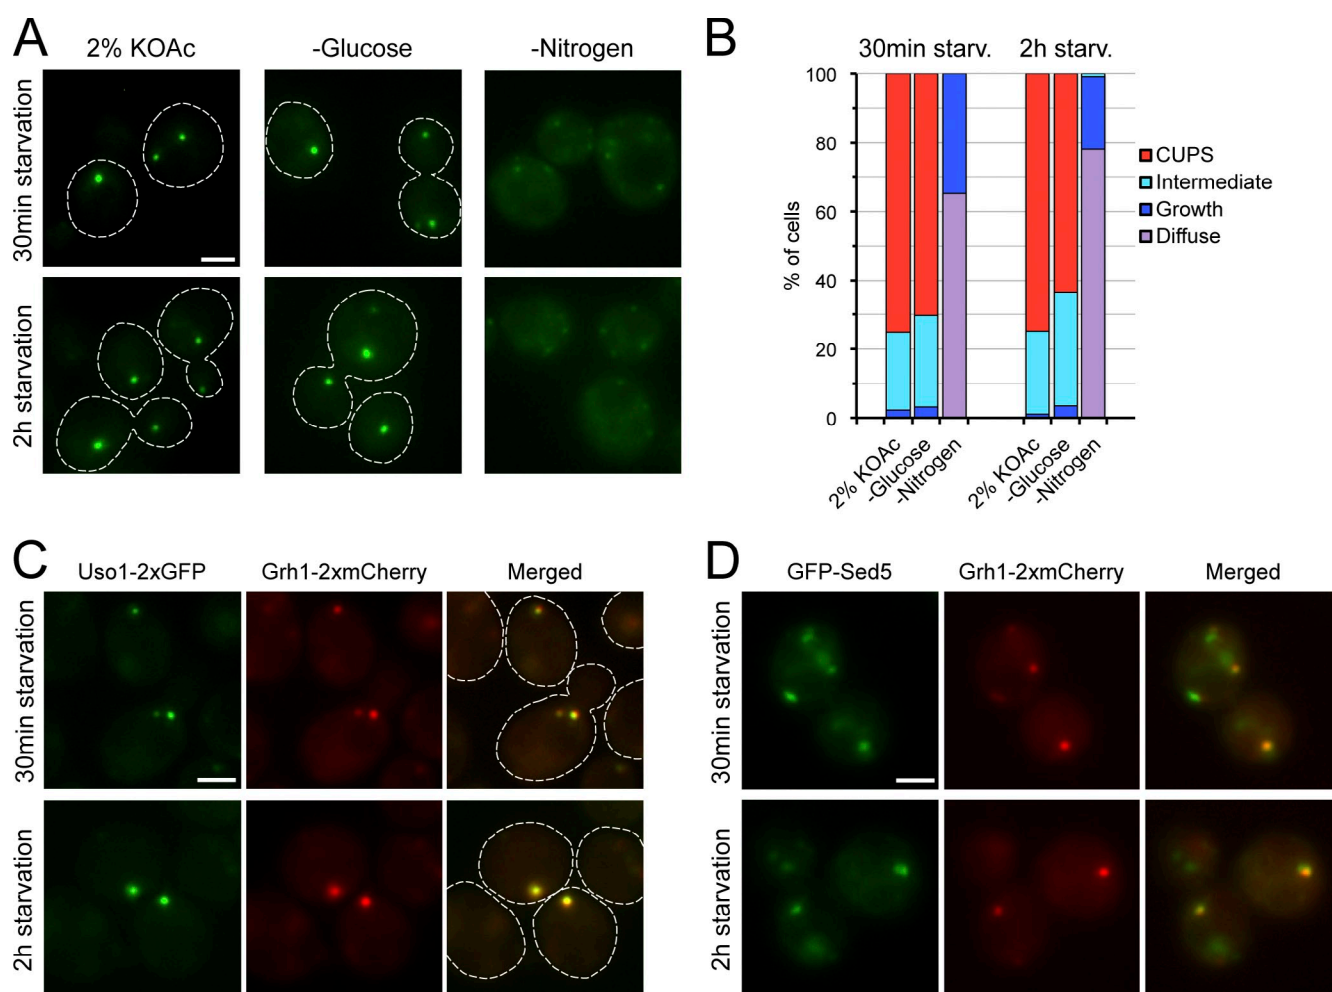 A
2% KOAc
-Glucose
-Nitrogen
30min starvation
2h starvation
B
30min starv.
2h starv.
100
80
60
40
20
0
% of cells
2% KOAc
-Glucose
-Nitrogen
2% KOAc
-Glucose
-Nitrogen
CUPS
Intermediate
Growth
Diffuse
C
Uso1-2xGFP
Grh1-2xmCherry
Merged
30min starvation
2h starvation
D
GFP-Sed5
Grh1-2xmCherry
Merged
30min starvation
2h starvation